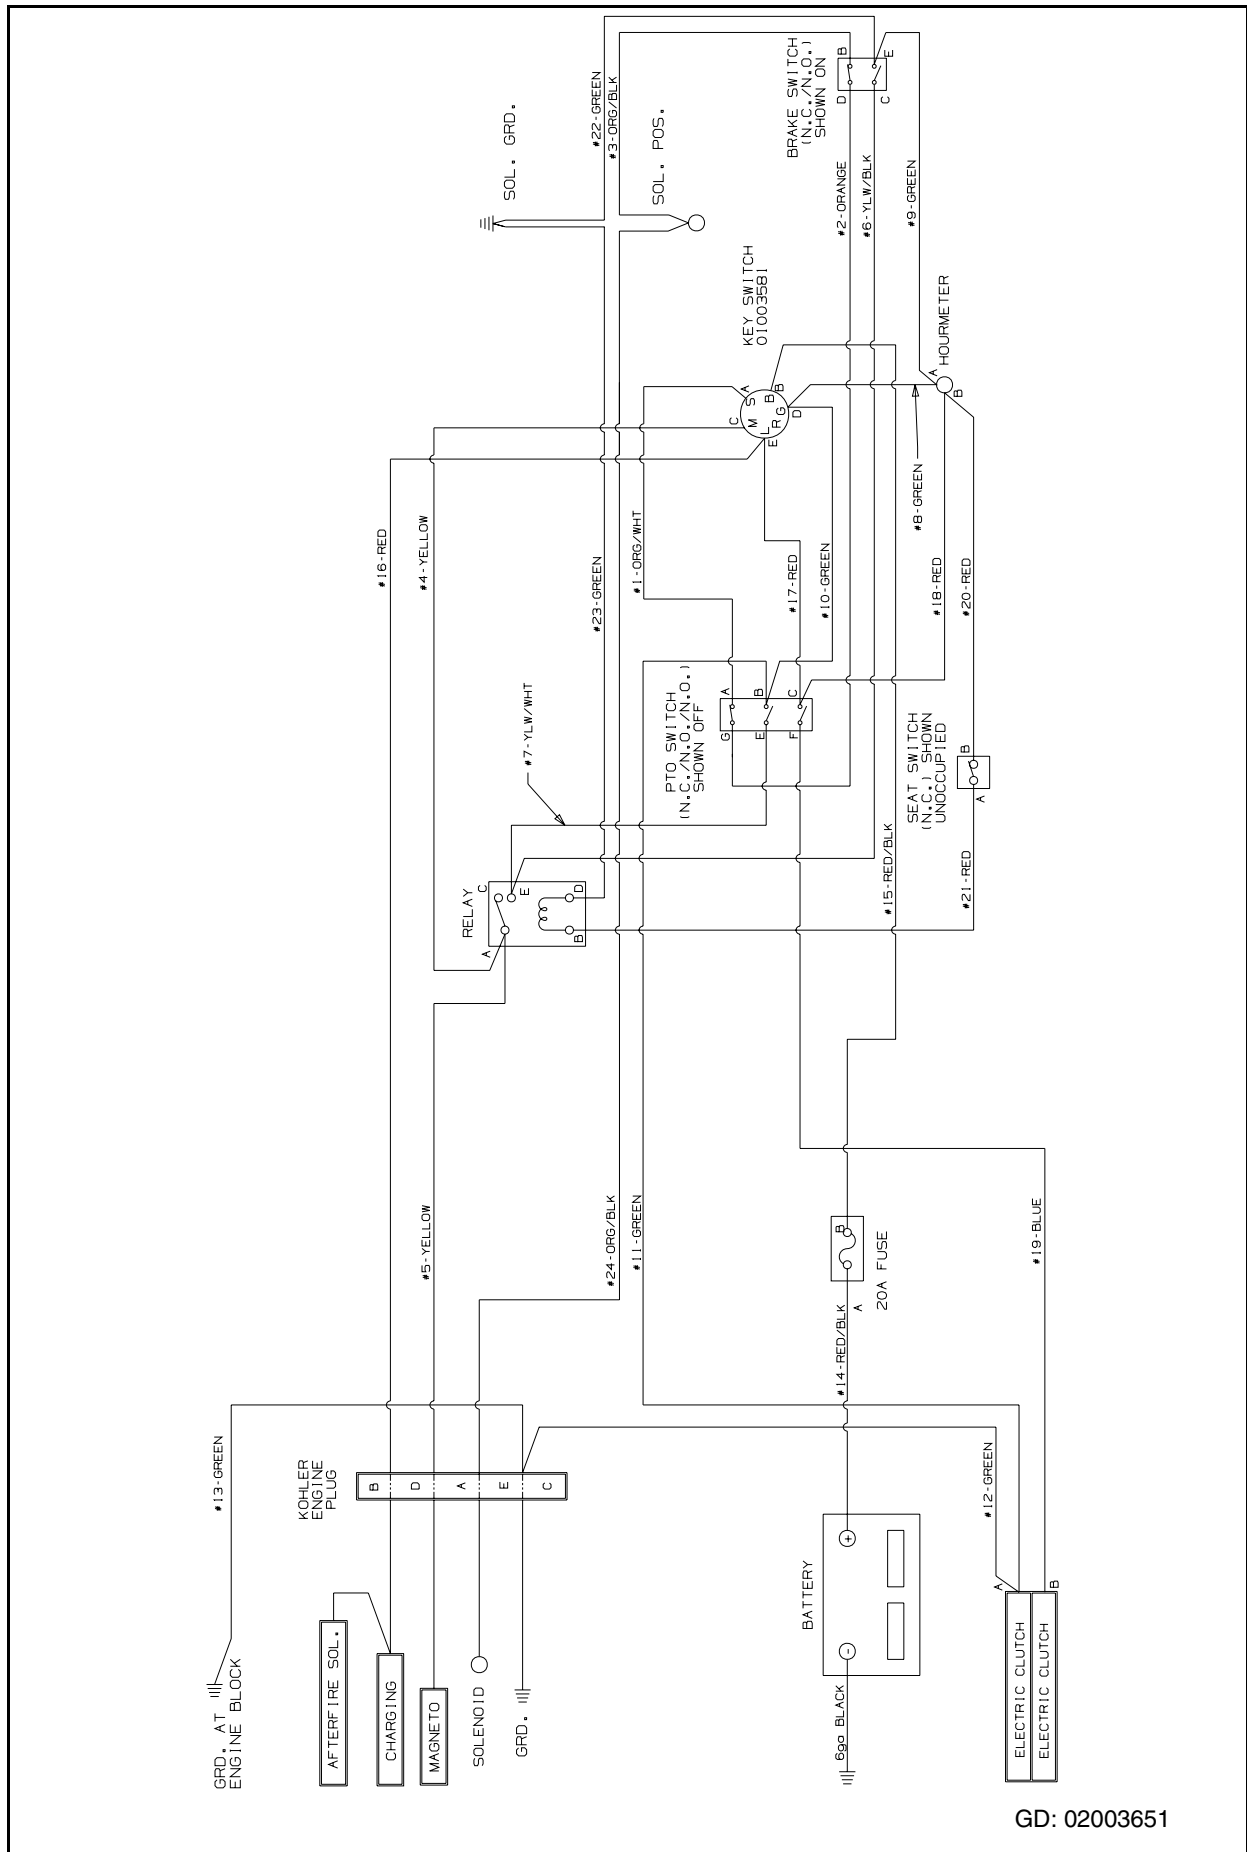 #22-GREEN
#3-ORG/BLK
SOL. GRD.
SOL. POS.
BRAKE SWITCH
(N.C./N.O.)
SHOWN ON
B
E
D
C
#2-ORANGE
#6-YLW/BLK
#9-GREEN
KEY SWITCH
01003581
HOURMETER
A
B
C
A
B
D
E
M
S
B
G
R
L
#16-RED
#4-YELLOW
#23-GREEN
#1-ORG/WHT
#17-RED
#10-GREEN
#8-GREEN
#18-RED
#20-RED
#7-YLW/WHT
PTO SWITCH
(N.C./N.O./N.O.)
SHOWN OFF
A
B
C
G
E
F
SEAT SWITCH
(N.C.) SHOWN
UNOCCUPIED
B
A
RELAY
C
E
D
A
B
#15-RED/BLK
#21-RED
#5-YELLOW
#24-ORG/BLK
#11-GREEN
B
20A FUSE
A
#19-BLUE
#14-RED/BLK
#13-GREEN
KOHLER
ENGINE
PLUG
B
D
A
E
C
#12-GREEN
BATTERY
+
-
6ga BLACK
GRD. AT
ENGINE BLOCK
AFTERFIRE SOL.
CHARGING
MAGNETO
SOLENOID
GRD.
A
B
ELECTRIC CLUTCH
ELECTRIC CLUTCH
GD: 02003651